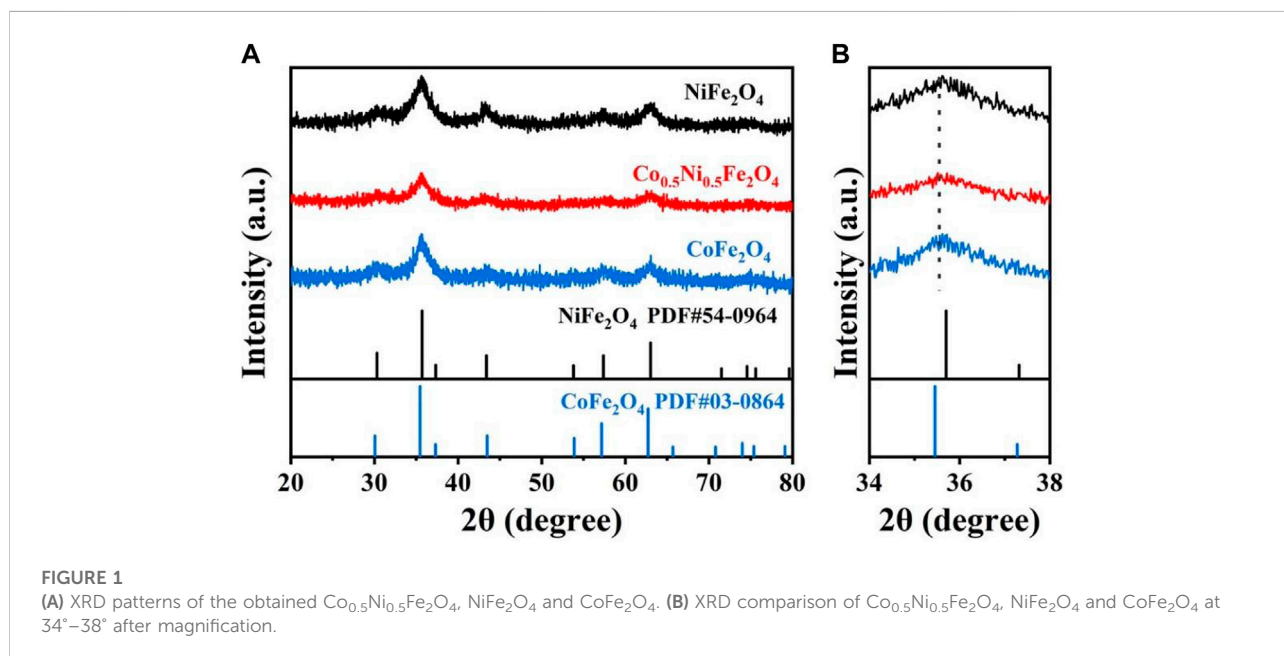 A
B
NiFe₂O₄
Co₀.₅Ni₀.₅Fe₂O₄
CoFe₂O₄
NiFe₂O₄ PDF#54-0964
CoFe₂O₄ PDF#03-0864
Intensity (a.u.)
Intensity (a.u.)
20 30 40 50 60 70 80
34 36 38
2θ (degree)
2θ (degree)
FIGURE 1
(A) XRD patterns of the obtained Co₀.₅Ni₀.₅Fe₂O₄, NiFe₂O₄ and CoFe₂O₄. (B) XRD comparison of Co₀.₅Ni₀.₅Fe₂O₄, NiFe₂O₄ and CoFe₂O₄ at
34°–38° after magnification.